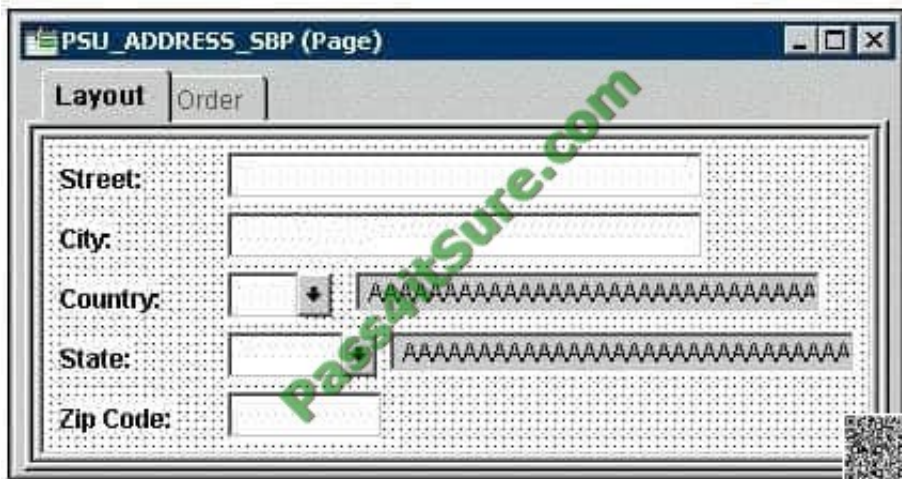 PSU_ADDRESS_SBP (Page)
Layout Order
Street:
City:
Country: AAAAAAAAAAAAAAAAAAAAAAAAAAAAAA
State: AAAAAAAAAAAAAAAAAAAAAAAAAAAAAA
Zip Code:
Pass4itSure.com